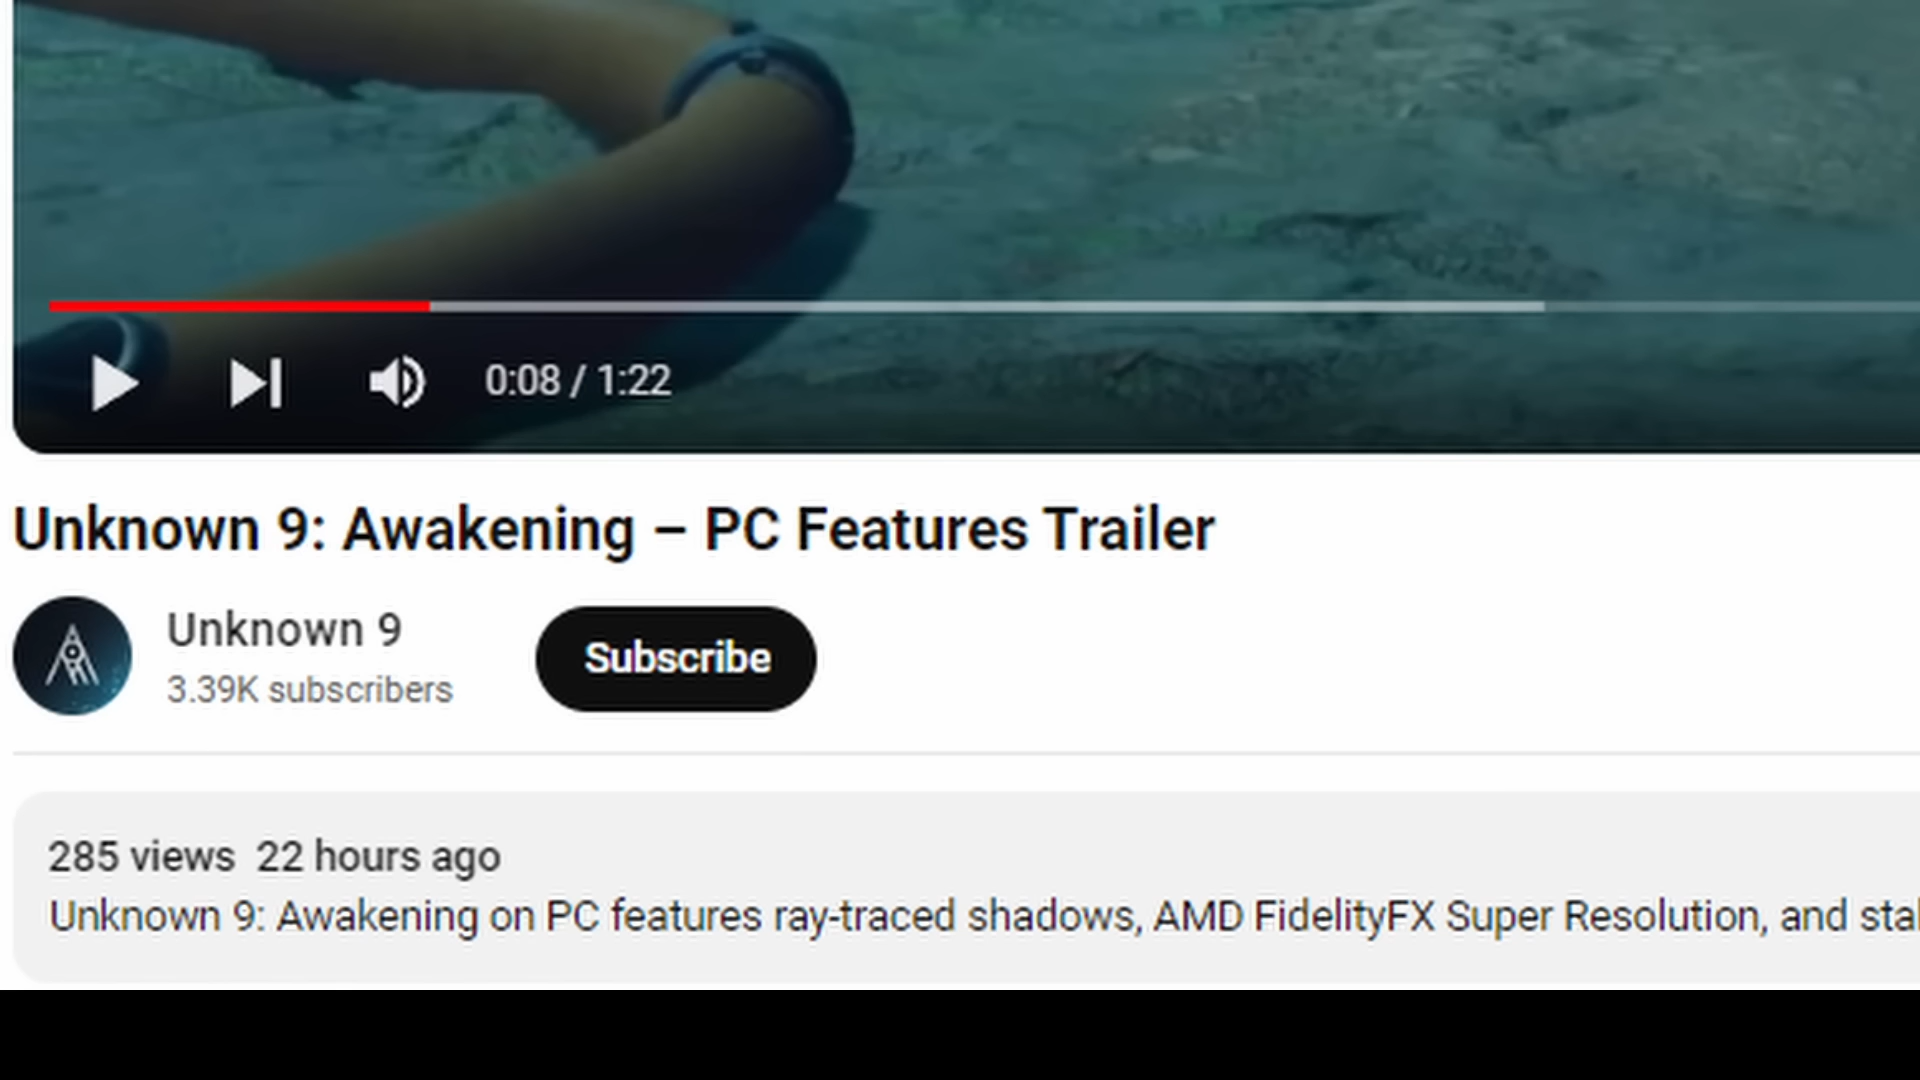 0:08 / 1:22
Unknown 9: Awakening – PC Features Trailer
Unknown 9
3.39K subscribers
Subscribe
285 views 22 hours ago
Unknown 9: Awakening on PC features ray-traced shadows, AMD FidelityFX Super Resolution, and